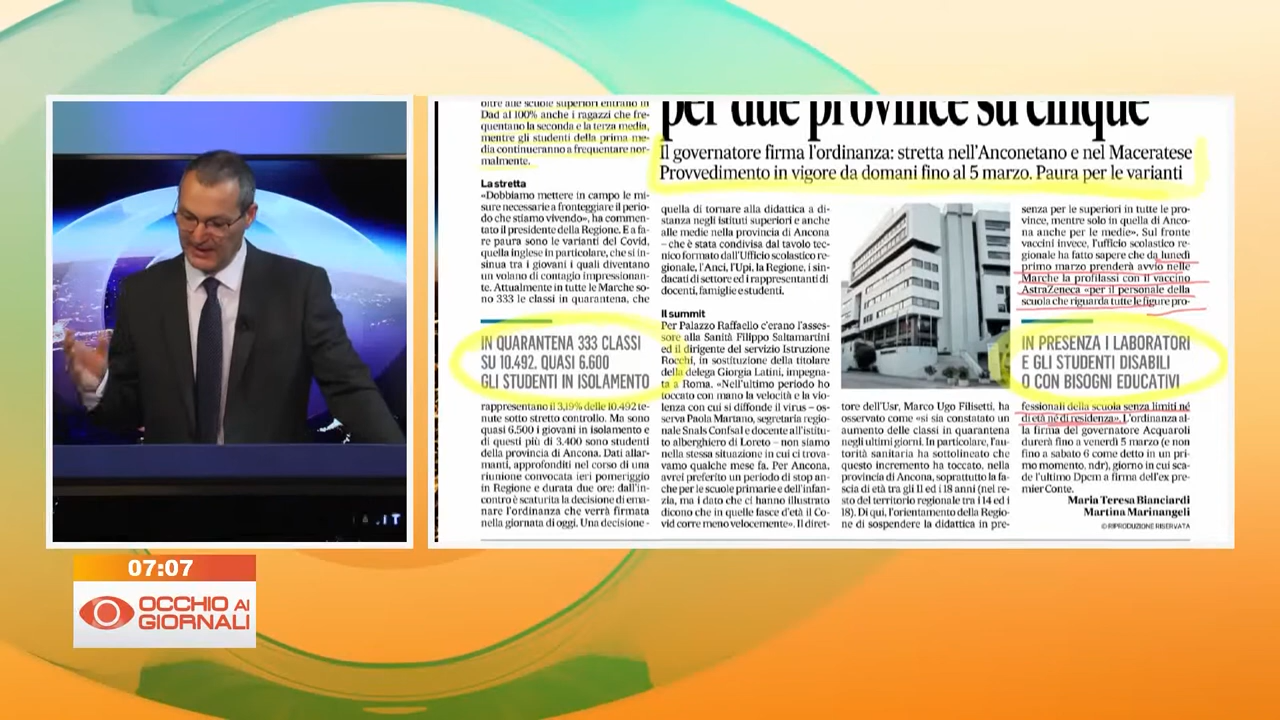 oltre alle scuole superiori entrano in
Dad al 100% anche i ragazzi che fre-
quentano la seconda e la terza media,
mentre gli studenti della prima me-
dia continueranno a frequentare nor-
malmente.
La stretta
«Dobbiamo mettere in campo le mi-
sure necessarie a fronteggiare il perio-
do che stiamo vivendo», ha commen-
tato il presidente della Regione. E a fa-
re paura sono le varianti del Covid,
quella inglese in particolare, che si in-
sinua tra i giovani i quali diventano
un volano di contagio impressionan-
te. Attualmente in tutte le Marche so-
no 333 le classi in quarantena, che
IN QUARANTENA 333 CLASSI
SU 10.492. QUASI 6.600
GLI STUDENTI IN ISOLAMENTO
rappresentano il 3,19% delle 10.492 te-
nute sotto stretto controllo. Ma sono
quasi 6.500 i giovani in isolamento e
di questi più di 3.400 sono studenti
della provincia di Ancona. Dati allar-
manti, approfonditi nel corso di una
riunione convocata ieri pomeriggio
in Regione e durata due ore: dall'in-
contro è scaturita la decisione di ema-
nare l'ordinanza che verrà firmata
nella giornata di oggi. Una decisione -
per due province su cinque
Il governatore firma l'ordinanza: stretta nell'Anconetano e nel Maceratese
Provvedimento in vigore da domani fino al 5 marzo. Paura per le varianti
quella di tornare alla didattica a di-
stanza negli istituti superiori e anche
alle medie nella provincia di Ancona
– che è stata condivisa dal tavolo tec-
nico formato dall'Ufficio scolastico re-
gionale, l'Anci, l'Upi, la Regione, i sin-
dacati di settore ed i rappresentanti di
docenti, famiglie e studenti.
Il summit
Per Palazzo Raffaello c'erano l'asses-
sore alla Sanità Filippo Saltamartini
ed il dirigente del servizio Istruzione
Rocchi, in sostituzione della titolare
della delega Giorgia Latini, impegna-
ta a Roma. «Nell'ultimo periodo ho
toccato con mano la velocità e la vio-
lenza con cui si diffonde il virus – os-
serva Paola Martano, segretaria regio-
nale Snals Confsal e docente all'istitu-
to alberghiero di Loreto – non siamo
nella stessa situazione in cui ci trova-
vamo qualche mese fa. Per Ancona,
avrei preferito un periodo di stop an-
che per le scuole primarie e dell'infan-
zia, ma i dato che ci hanno illustrato
dicono che in quelle fasce d'età il Co-
vid corre meno velocemente». Il diret-
tore dell'Usr, Marco Ugo Filisetti, ha
osservato come «si sia constatato un
aumento delle classi in quarantena
negli ultimi giorni. In particolare, l'au-
torità sanitaria ha sottolineato che
questo incremento ha toccato, nella
provincia di Ancona, soprattutto la fa-
scia di età tra gli 11 ed i 18 anni (nel re-
sto del territorio regionale tra i 14 ed i
18). Di qui, l'orientamento della Regio-
ne di sospendere la didattica in pre-
senza per le superiori in tutte le pro-
vince, mentre solo in quella di Anco-
na anche per le medie». Sul fronte
vaccini invece, l'ufficio scolastico re-
gionale ha fatto sapere che da lunedì
primo marzo prenderà avvio nelle
Marche la profilassi con il vaccino
AstraZeneca «per il personale della
scuola che riguarda tutte le figure pro-
IN PRESENZA I LABORATORI
E GLI STUDENTI DISABILI
O CON BISOGNI EDUCATIVI
fessionali della scuola senza limiti né
di età né di residenza». L'ordinanza al-
la firma del governatore Acquaroli
durerà fino a venerdì 5 marzo (e non
fino a sabato 6 come detto in un pri-
mo momento, ndr), giorno in cui sca-
de l'ultimo Dpcm a firma dell'ex pre-
mier Conte.
Maria Teresa Bianciardi
Martina Marinangeli
©RIPRODUZIONE RISERVATA
A.IT
07:07
OCCHIO AI
GIORNALI